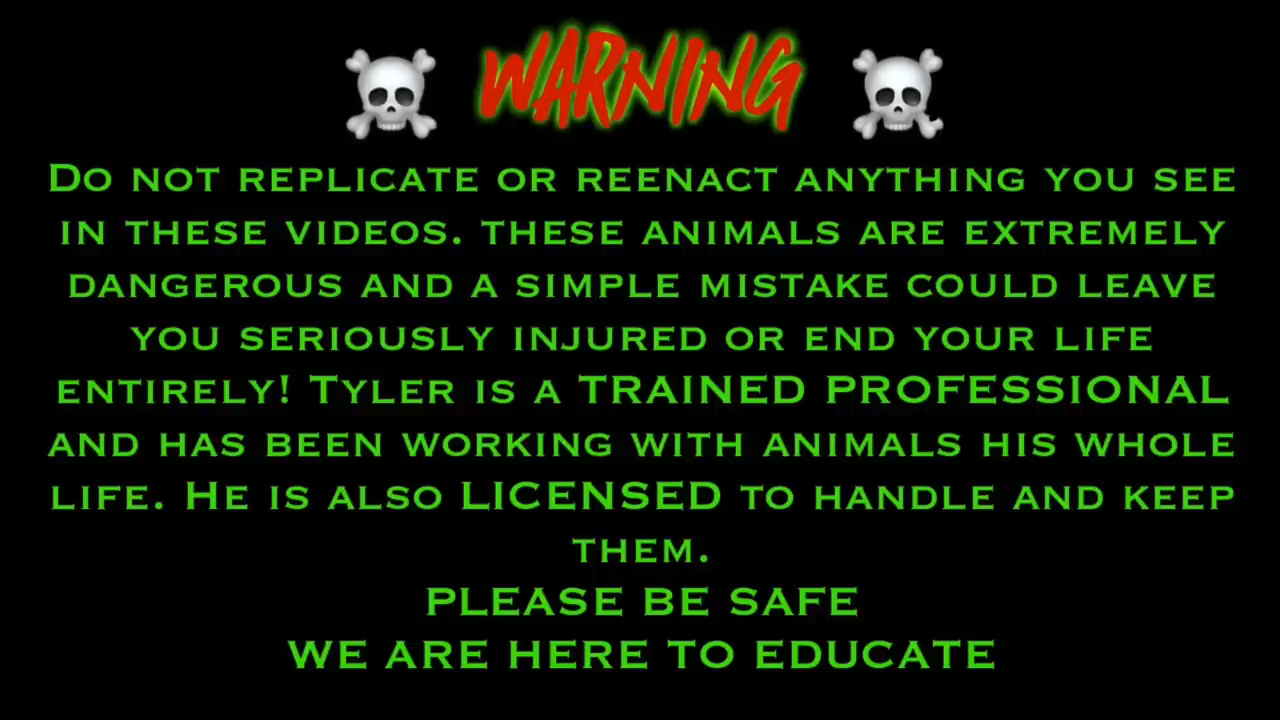 WARNING
Do not replicate or reenact anything you see
in these videos. these animals are extremely
dangerous and a simple mistake could leave
you seriously injured or end your life
entirely! Tyler is a TRAINED PROFESSIONAL
and has been working with animals his whole
life. He is also LICENSED to handle and keep
them.
PLEASE BE SAFE
WE ARE HERE TO EDUCATE